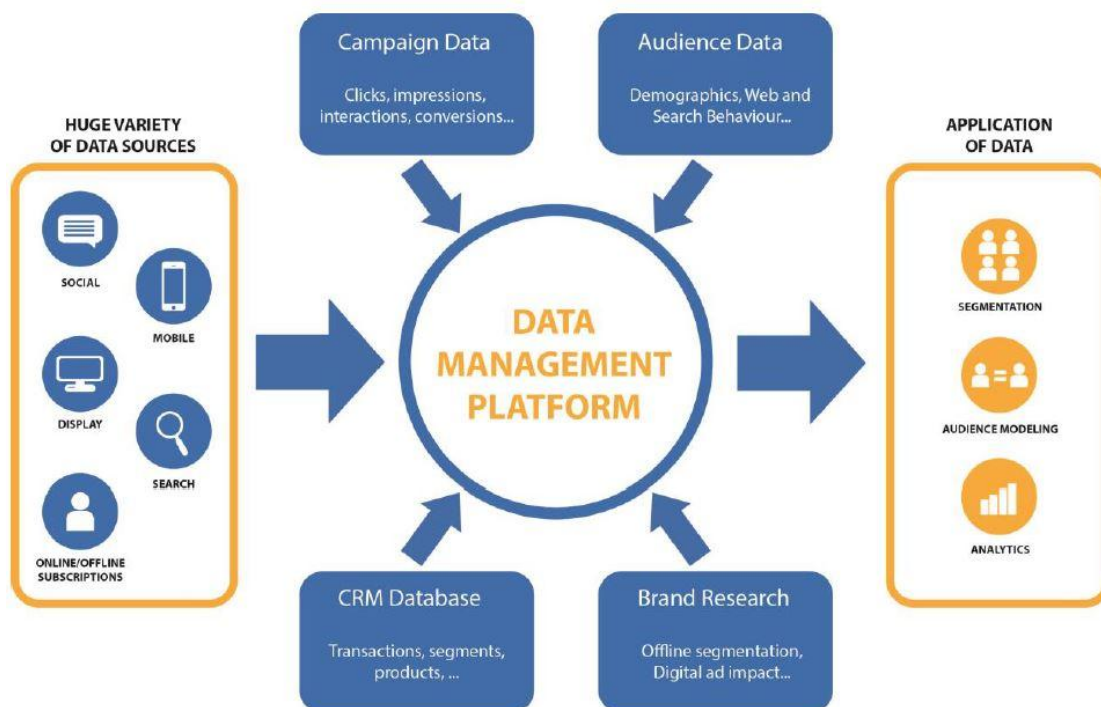 HUGE VARIETY
OF DATA SOURCES
SOCIAL
MOBILE
DISPLAY
SEARCH
ONLINE/OFFLINE
SUBSCRIPTIONS
Campaign Data
Clicks, impressions,
interactions, conversions...
Audience Data
Demographics, Web and
Search Behaviour...
DATA
MANAGEMENT
PLATFORM
CRM Database
Transactions, segments,
products, ...
Brand Research
Offline segmentation,
Digital ad impact...
APPLICATION
OF DATA
SEGMENTATION
AUDIENCE MODELING
ANALYTICS